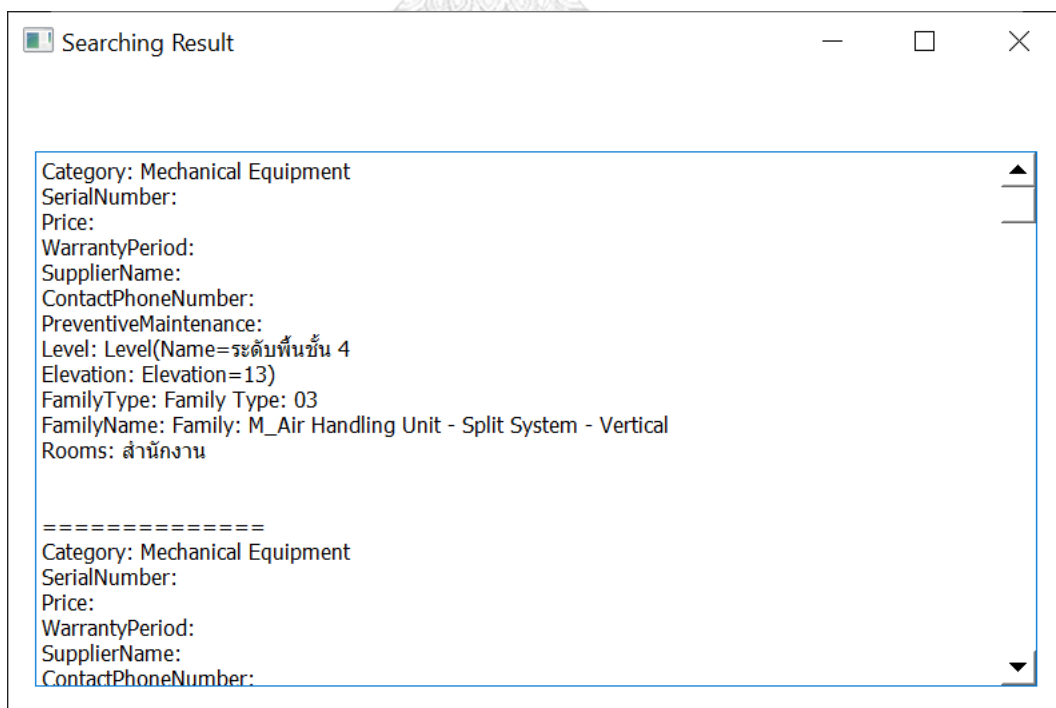 Searching Result
Category: Mechanical Equipment
SerialNumber:
Price:
WarrantyPeriod:
SupplierName:
ContactPhoneNumber:
PreventiveMaintenance:
Level: Level(Name=ระดับพื้นชั้น 4
Elevation: Elevation=13)
FamilyType: Family Type: 03
FamilyName: Family: M_Air Handling Unit - Split System - Vertical
Rooms: สำนักงาน
==============
Category: Mechanical Equipment
SerialNumber:
Price:
WarrantyPeriod:
SupplierName:
ContactPhoneNumber: